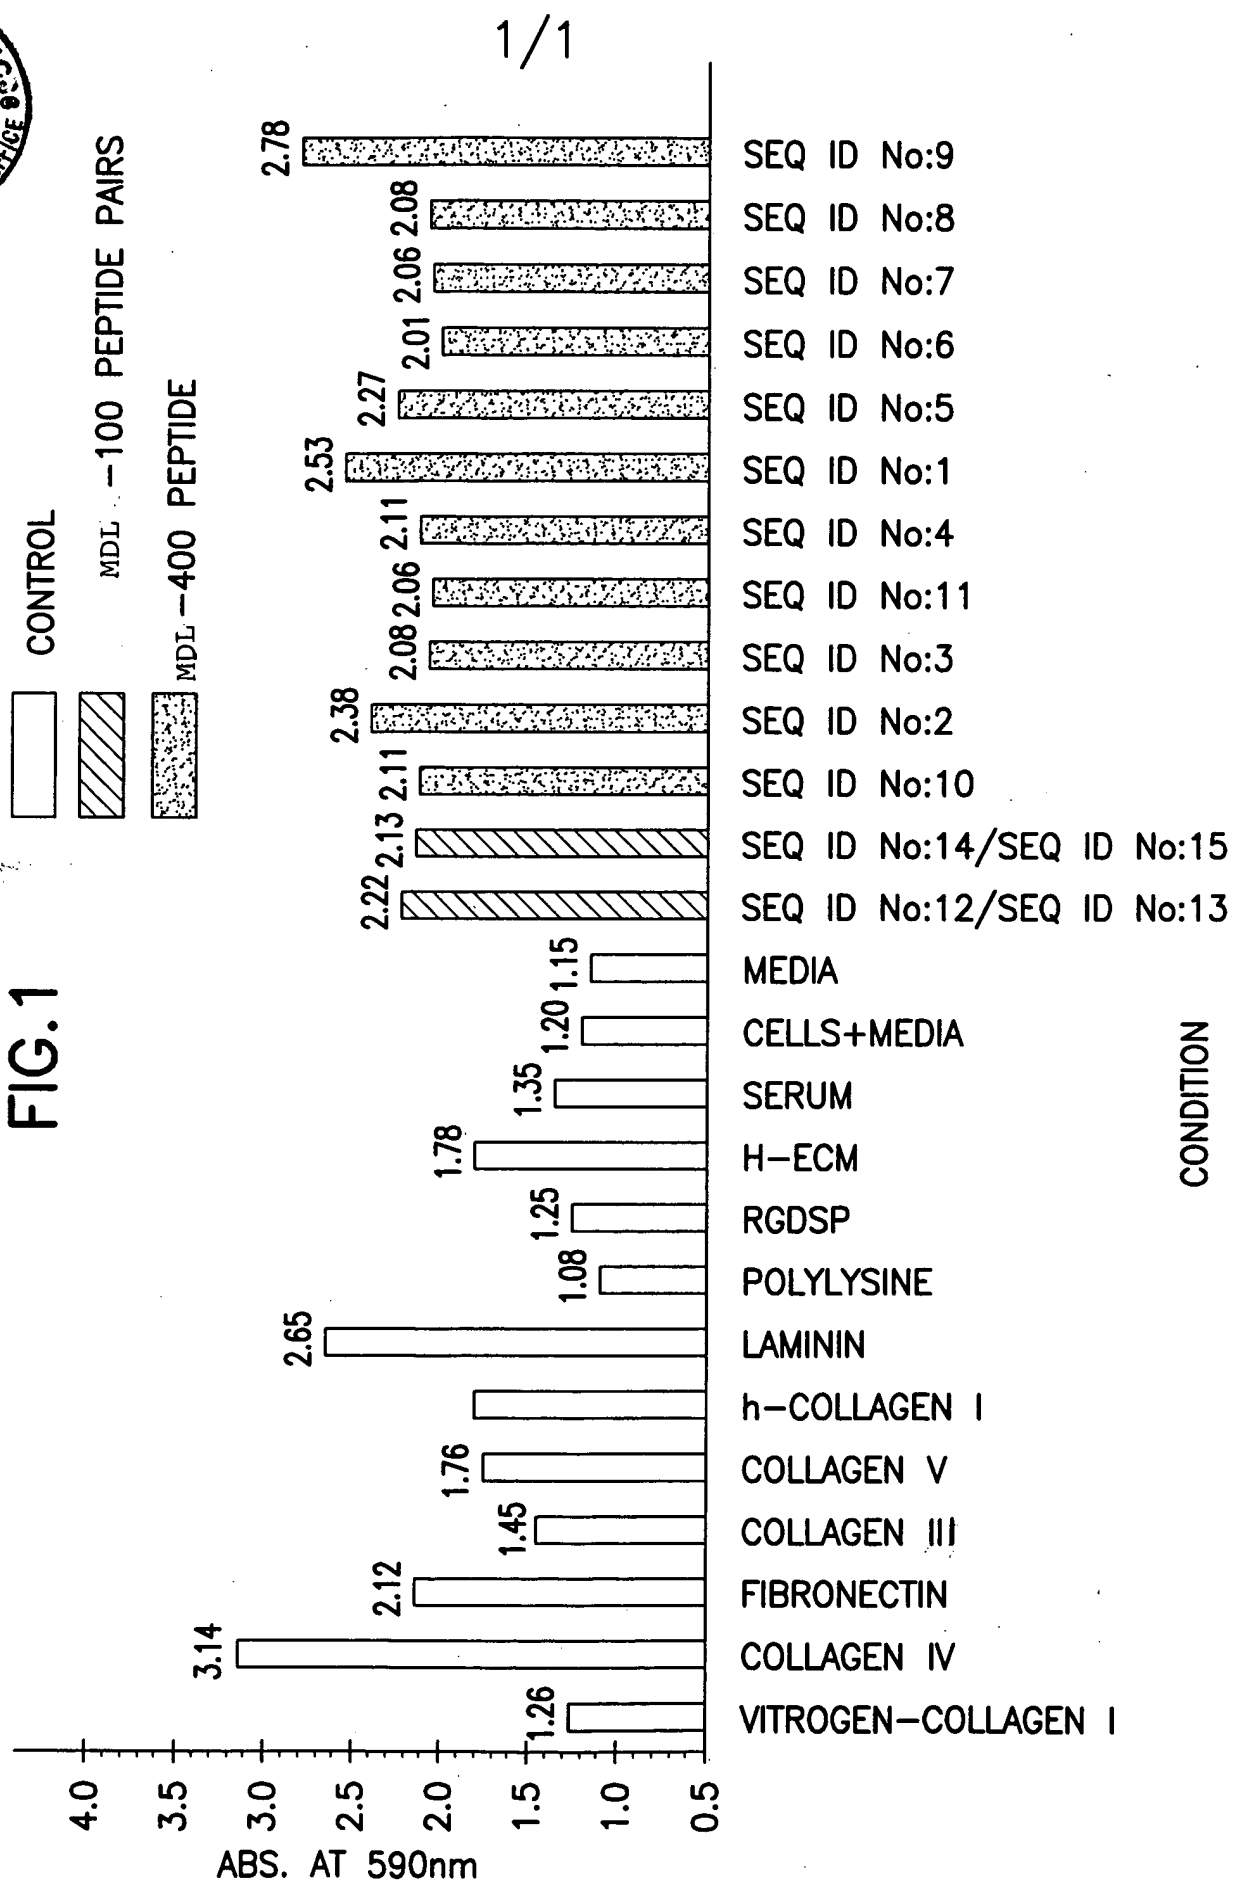 1/1
FIG. 1
CONTROL
MDL -100 PEPTIDE PAIRS
MDL -400 PEPTIDE
ABS. AT 590nm
4.0
3.5
3.0
2.5
2.0
1.5
1.0
0.5
1.26
3.14
2.12
1.45
1.76
2.65
1.08
1.25
1.78
1.35
1.20
1.15
2.22
2.13
2.11
2.38
2.08
2.06
2.11
2.53
2.27
2.01
2.06
2.08
2.78
VITROGEN-COLLAGEN I
COLLAGEN IV
FIBRONECTIN
COLLAGEN III
COLLAGEN V
h-COLLAGEN I
LAMININ
POLYLYSINE
RGDSP
H-ECM
SERUM
CELLS+MEDIA
MEDIA
SEQ ID No:12/SEQ ID No:13
SEQ ID No:14/SEQ ID No:15
SEQ ID No:10
SEQ ID No:2
SEQ ID No:3
SEQ ID No:11
SEQ ID No:4
SEQ ID No:1
SEQ ID No:5
SEQ ID No:6
SEQ ID No:7
SEQ ID No:8
SEQ ID No:9
CONDITION